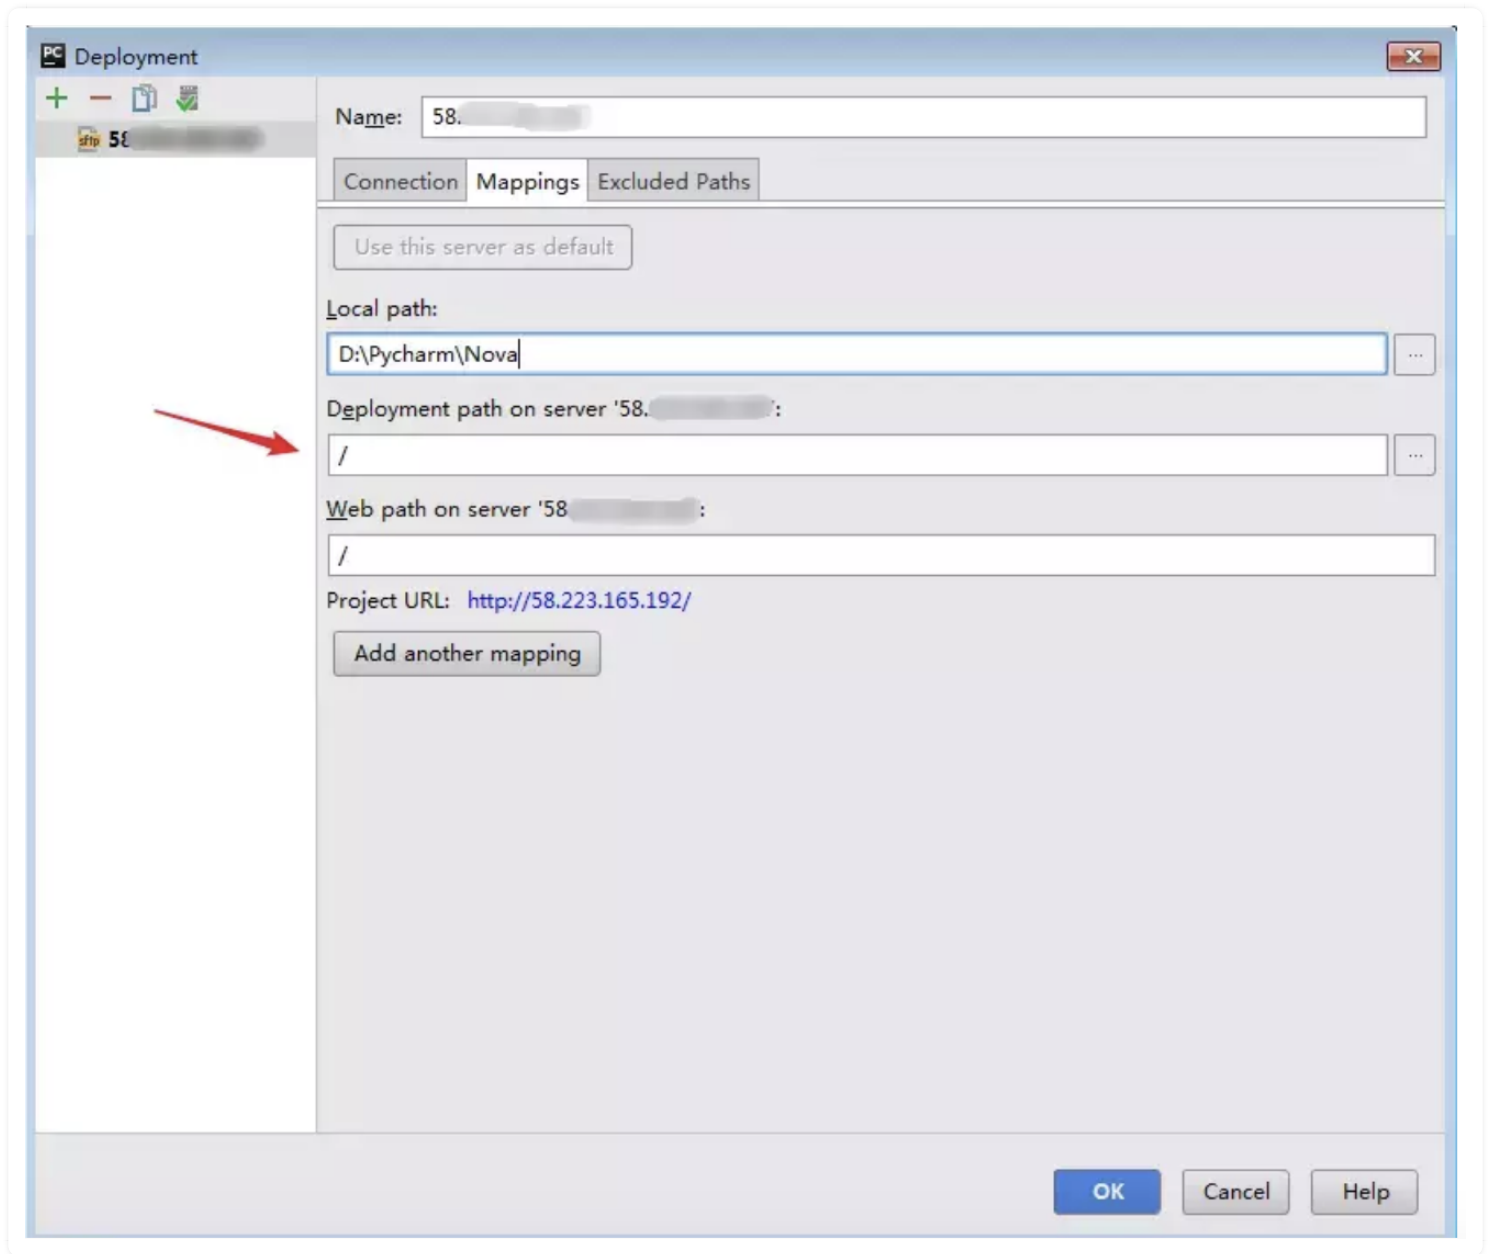 PC Deployment
Name: 58.
sftp 58
Connection Mappings Excluded Paths
Use this server as default
Local path:
D:\Pycharm\Nova
...
Deployment path on server '58. ':
/
...
Web path on server '58 :
/
Project URL: http://58.223.165.192/
Add another mapping
OK Cancel Help